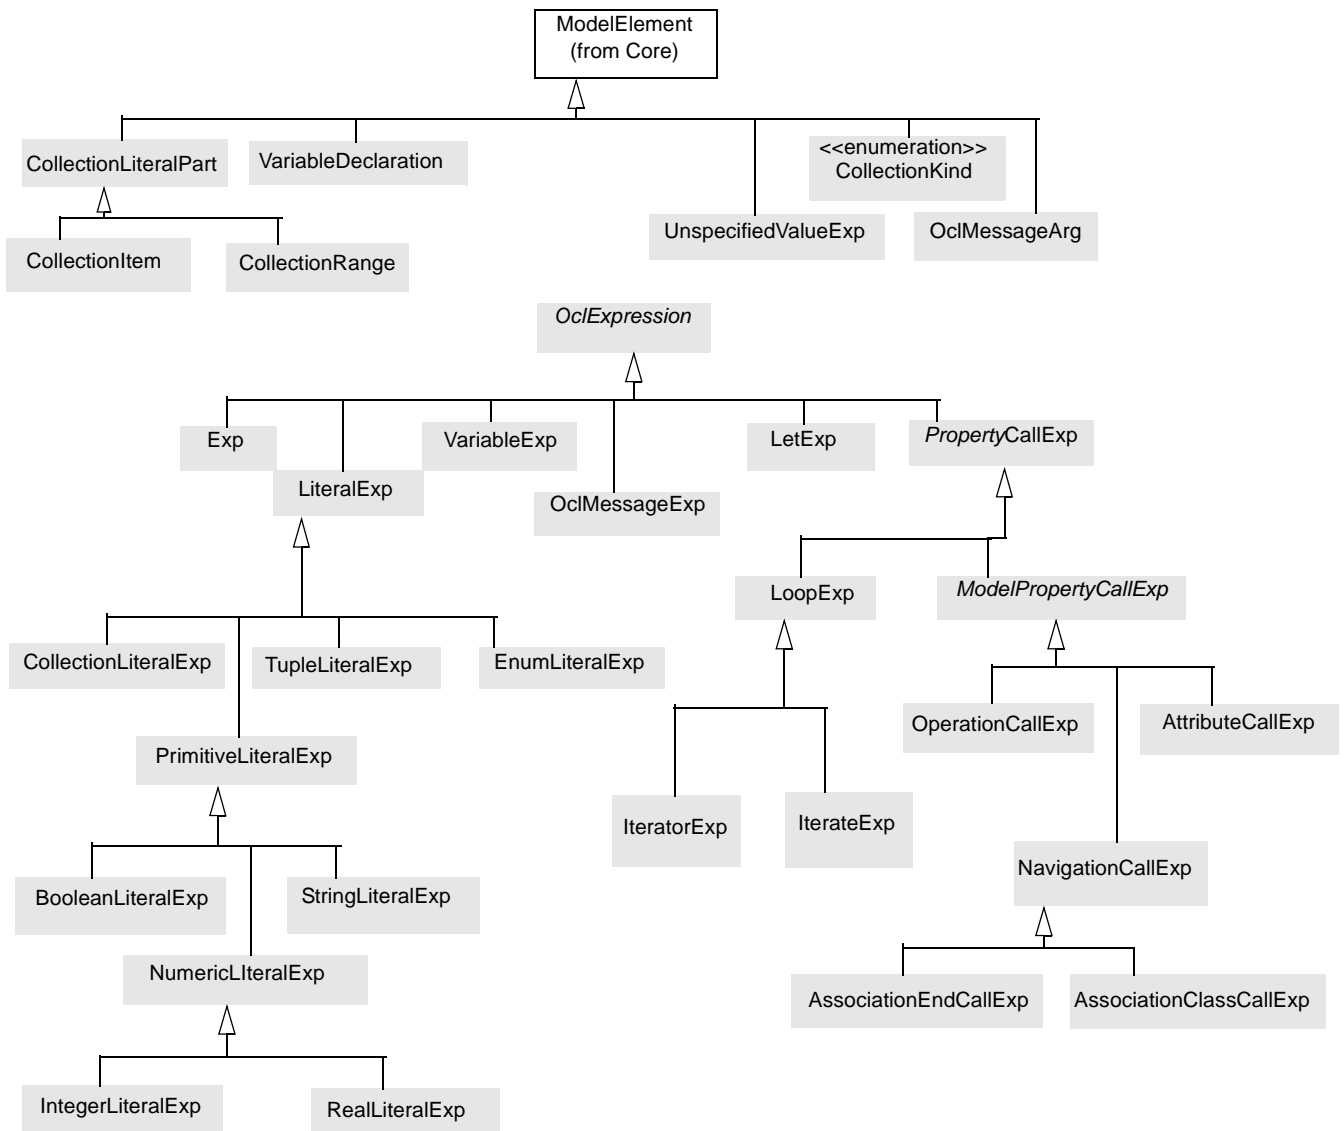 ModelElement
(from Core)
CollectionLiteralPart
VariableDeclaration
<<enumeration>>
CollectionKind
UnspecifiedValueExp
OclMessageArg
CollectionItem
CollectionRange
OclExpression
Exp
VariableExp
LetExp
PropertyCallExp
LiteralExp
OclMessageExp
LoopExp
ModelPropertyCallExp
CollectionLiteralExp
TupleLiteralExp
EnumLiteralExp
OperationCallExp
AttributeCallExp
PrimitiveLiteralExp
IteratorExp
IterateExp
NavigationCallExp
BooleanLiteralExp
StringLiteralExp
NumericLIteralExp
AssociationEndCallExp
AssociationClassCallExp
IntegerLiteralExp
RealLiteralExp